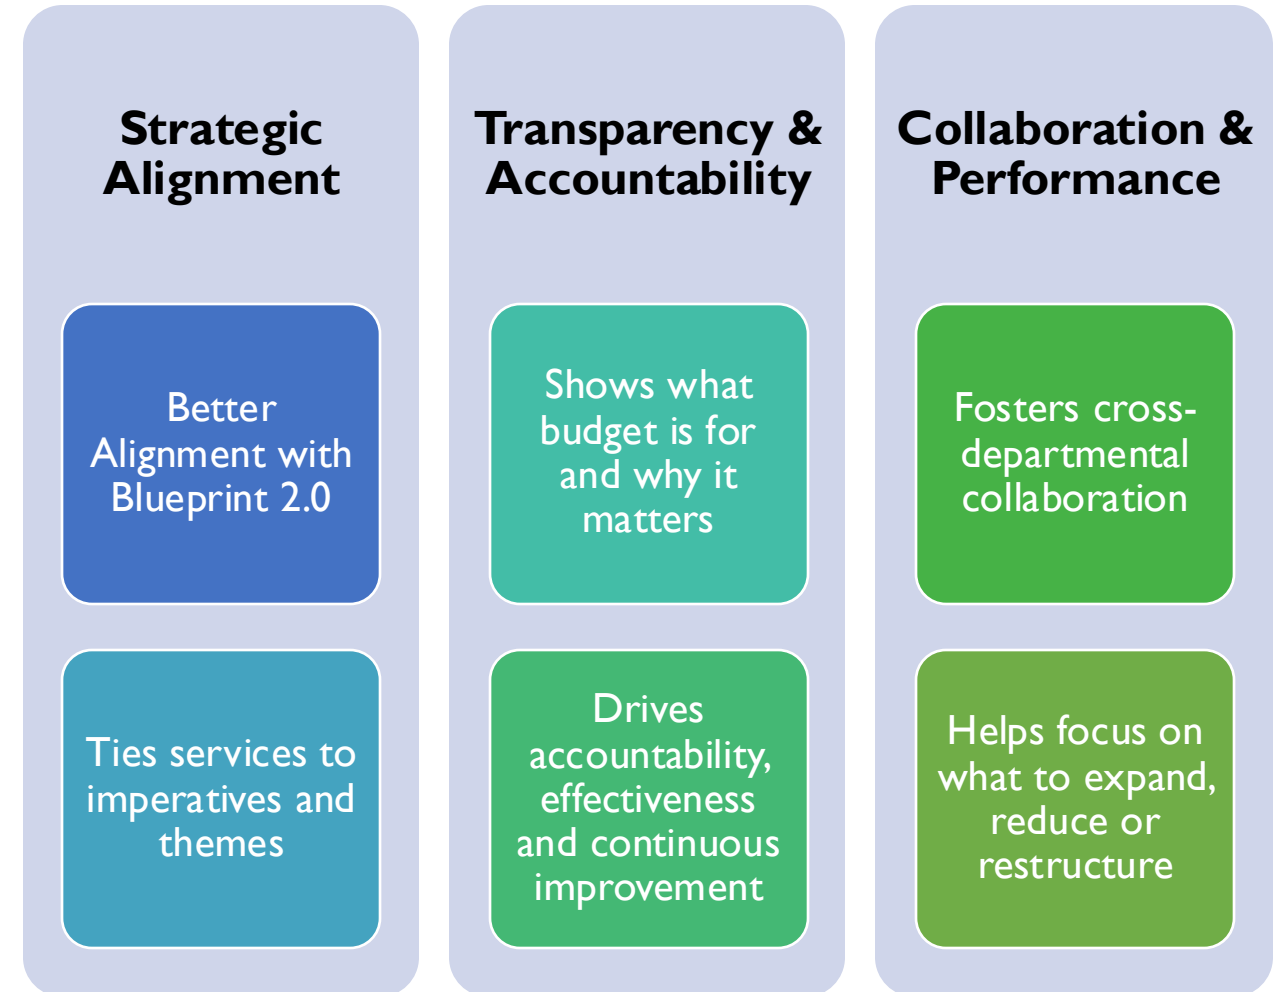 Strategic
Alignment
Better
Alignment with
Blueprint 2.0
Ties services to
imperatives and
themes
Transparency &
Accountability
Shows what
budget is for
and why it
matters
Drives
accountability,
effectiveness
and continuous
improvement
Collaboration &
Performance
Fosters cross-
departmental
collaboration
Helps focus on
what to expand,
reduce or
restructure